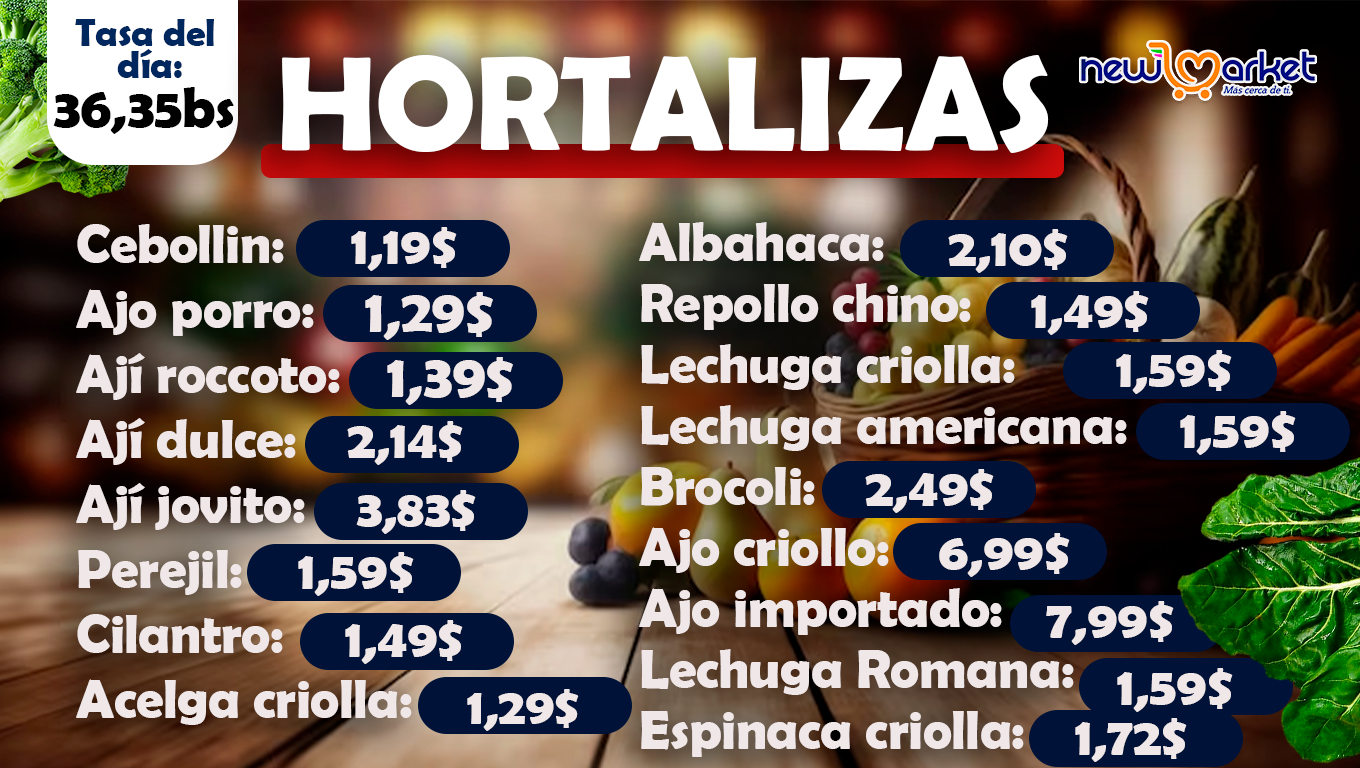 Tasa del
día:
36,35bs
HORTALIZAS
newmarket
Más cerca de ti.
Cebollin: 1,19$
Ajo porro: 1,29$
Ají roccoto: 1,39$
Ají dulce: 2,14$
Ají jovito: 3,83$
Perejil: 1,59$
Cilantro: 1,49$
Acelga criolla: 1,29$
Albahaca: 2,10$
Repollo chino: 1,49$
Lechuga criolla: 1,59$
Lechuga americana: 1,59$
Brocoli: 2,49$
Ajo criollo: 6,99$
Ajo importado: 7,99$
Lechuga Romana: 1,59$
Espinaca criolla: 1,72$